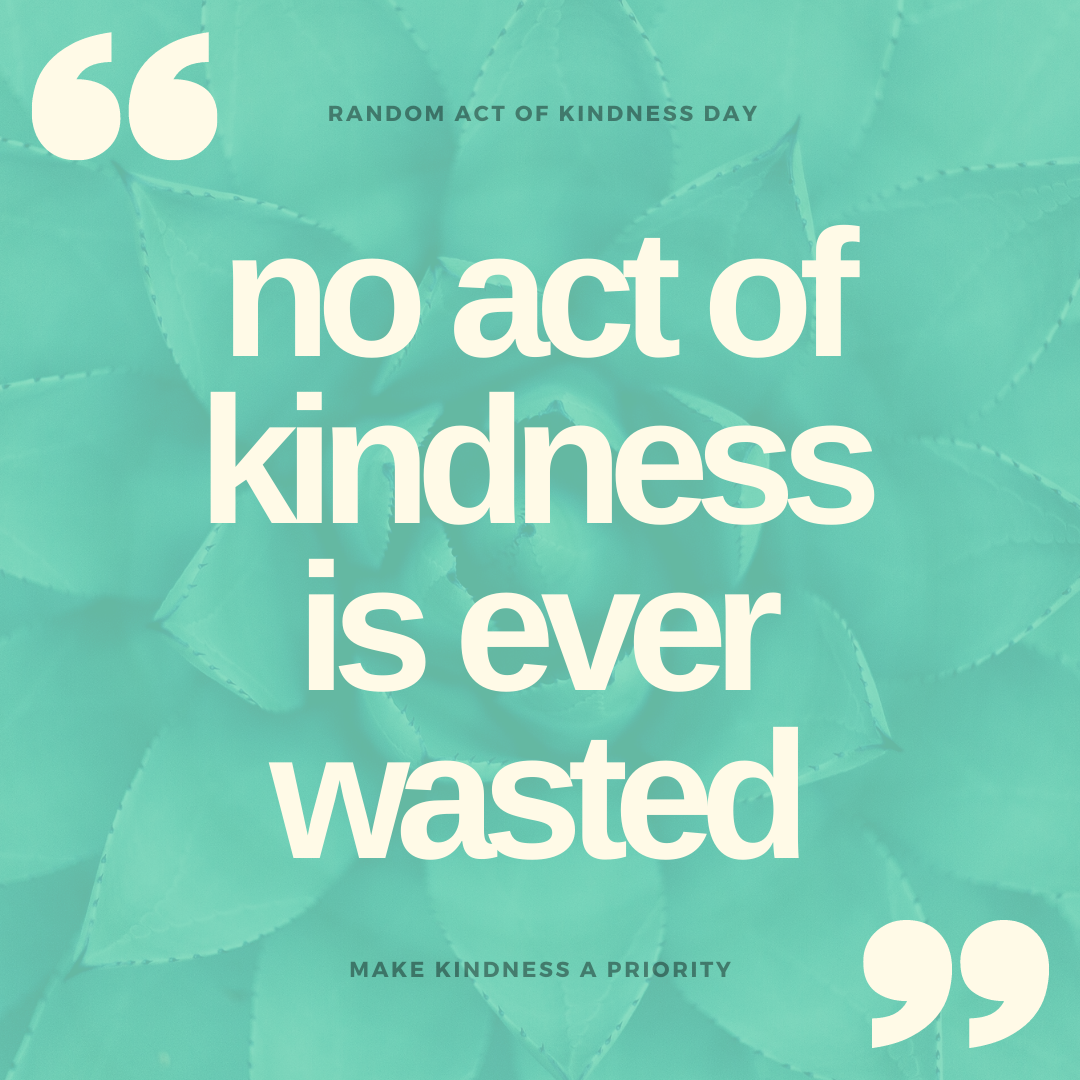 “
RANDOM ACT OF KINDNESS DAY
no act of
kindness
is ever
wasted
MAKE KINDNESS A PRIORITY
”